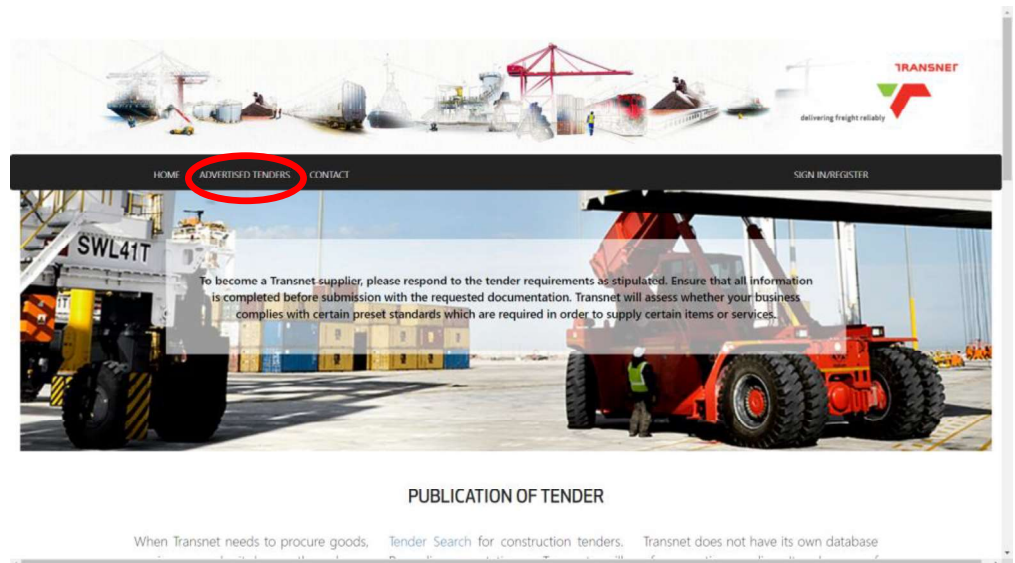 TRANSNET
delivering freight reliably
HOME ADVERTISED TENDERS CONTACT SIGN IN/REGISTER
SWL41T
To become a Transnet supplier, please respond to the tender requirements as stipulated. Ensure that all information
is completed before submission with the requested documentation. Transnet will assess whether your business
complies with certain preset standards which are required in order to supply certain items or services.
PUBLICATION OF TENDER
When Transnet needs to procure goods, Tender Search for construction tenders. Transnet does not have its own database